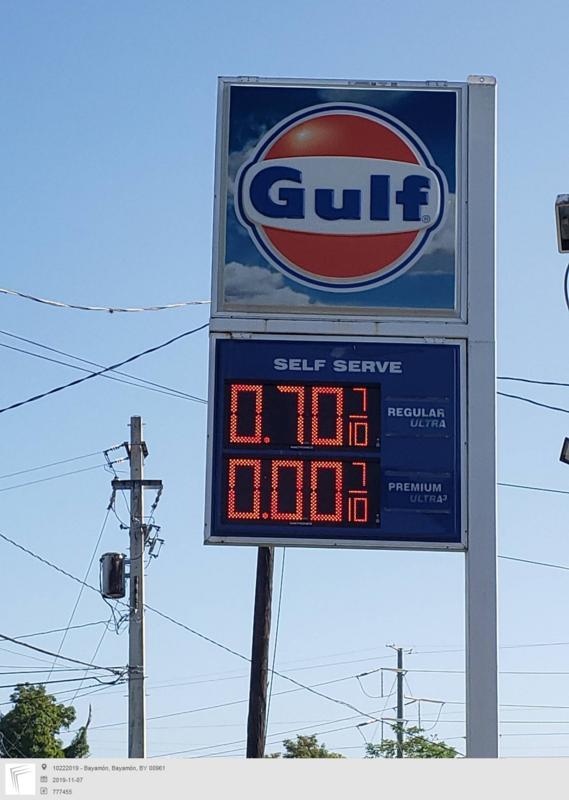 Gulf®
SELF SERVE
0.70 7/10
REGULAR
ULTRA
0.00 7/10
PREMIUM
ULTRA³
10222019 - Bayamón, Bayamón, BY 00961
2019-11-07
777455